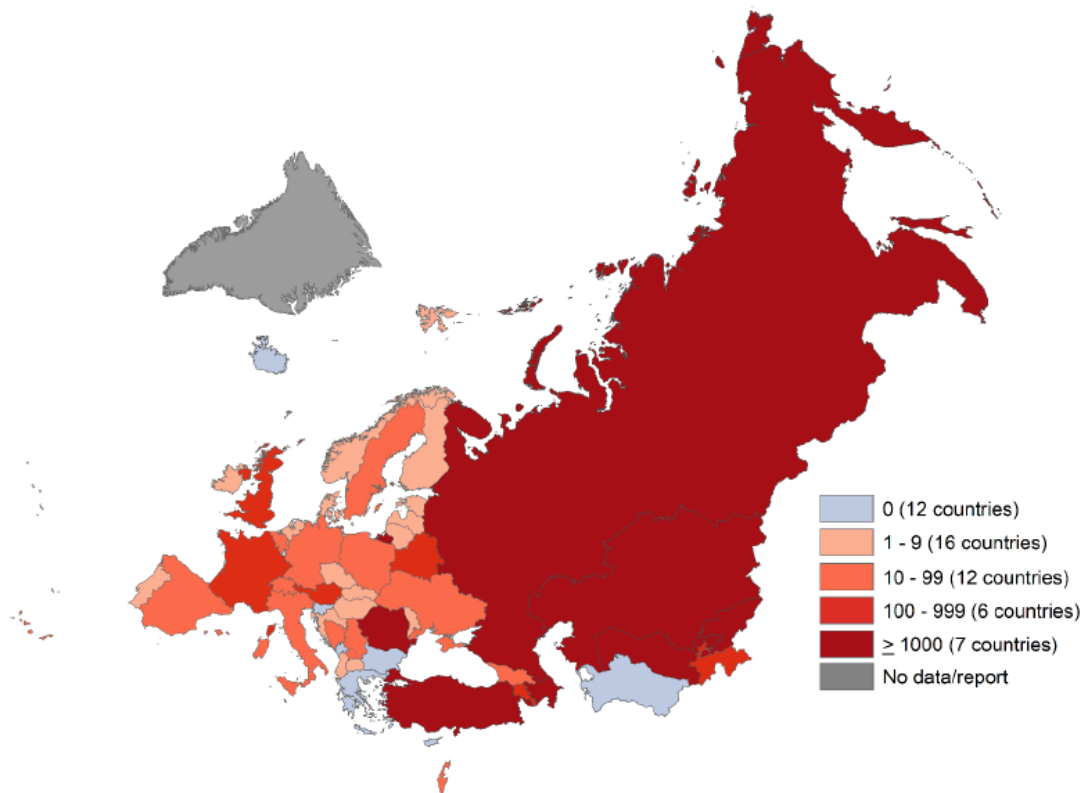 0 (12 countries)
1 - 9 (16 countries)
10 - 99 (12 countries)
100 - 999 (6 countries)
≥ 1000 (7 countries)
No data/report